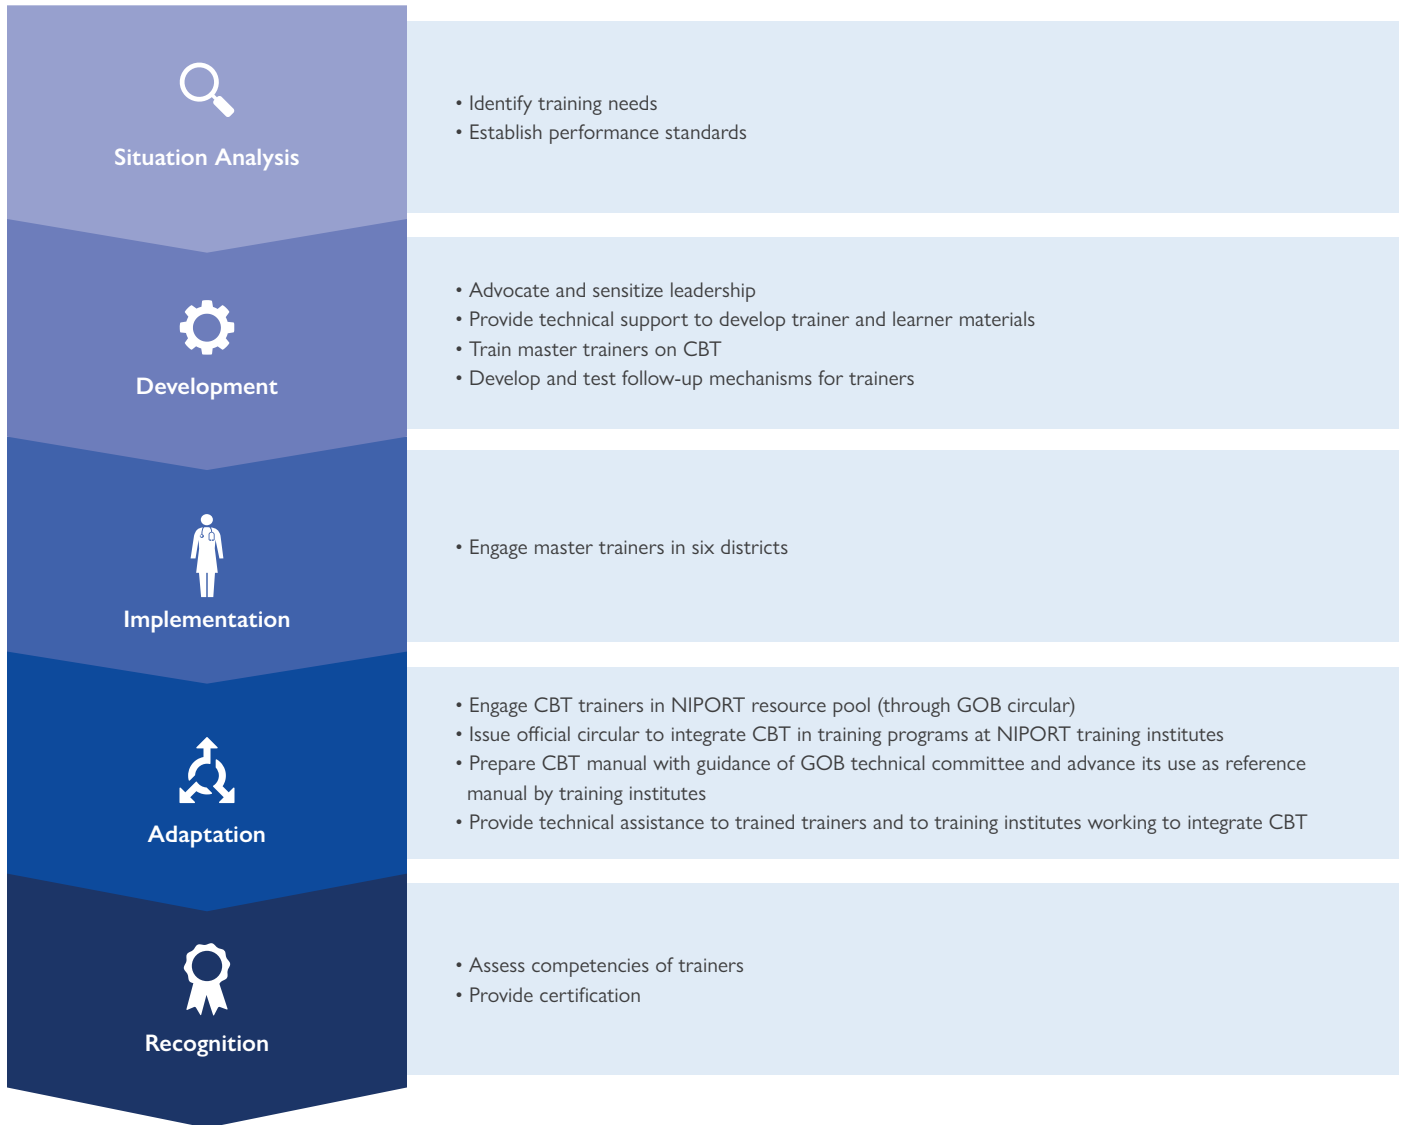 Situation Analysis
• Identify training needs
• Establish performance standards
Development
• Advocate and sensitize leadership
• Provide technical support to develop trainer and learner materials
• Train master trainers on CBT
• Develop and test follow-up mechanisms for trainers
Implementation
• Engage master trainers in six districts
Adaptation
• Engage CBT trainers in NIPORT resource pool (through GOB circular)
• Issue official circular to integrate CBT in training programs at NIPORT training institutes
• Prepare CBT manual with guidance of GOB technical committee and advance its use as reference
manual by training institutes
• Provide technical assistance to trained trainers and to training institutes working to integrate CBT
Recognition
• Assess competencies of trainers
• Provide certification